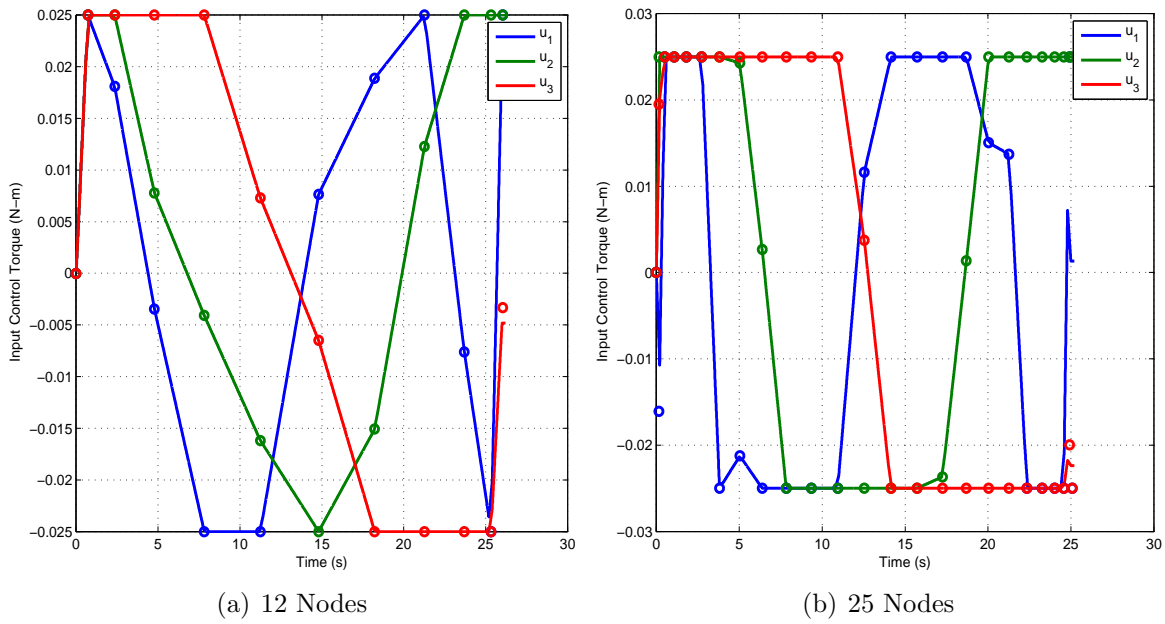 0.025
0.02
0.015
0.01
0.005
0
−0.005
−0.01
−0.015
−0.02
−0.025
Input Control Torque (N−m)
0 5 10 15 20 25 30
Time (s)
u1
u2
u3
(a) 12 Nodes
0.03
0.02
0.01
0
−0.01
−0.02
−0.03
Input Control Torque (N−m)
0 5 10 15 20 25 30
Time (s)
u1
u2
u3
(b) 25 Nodes